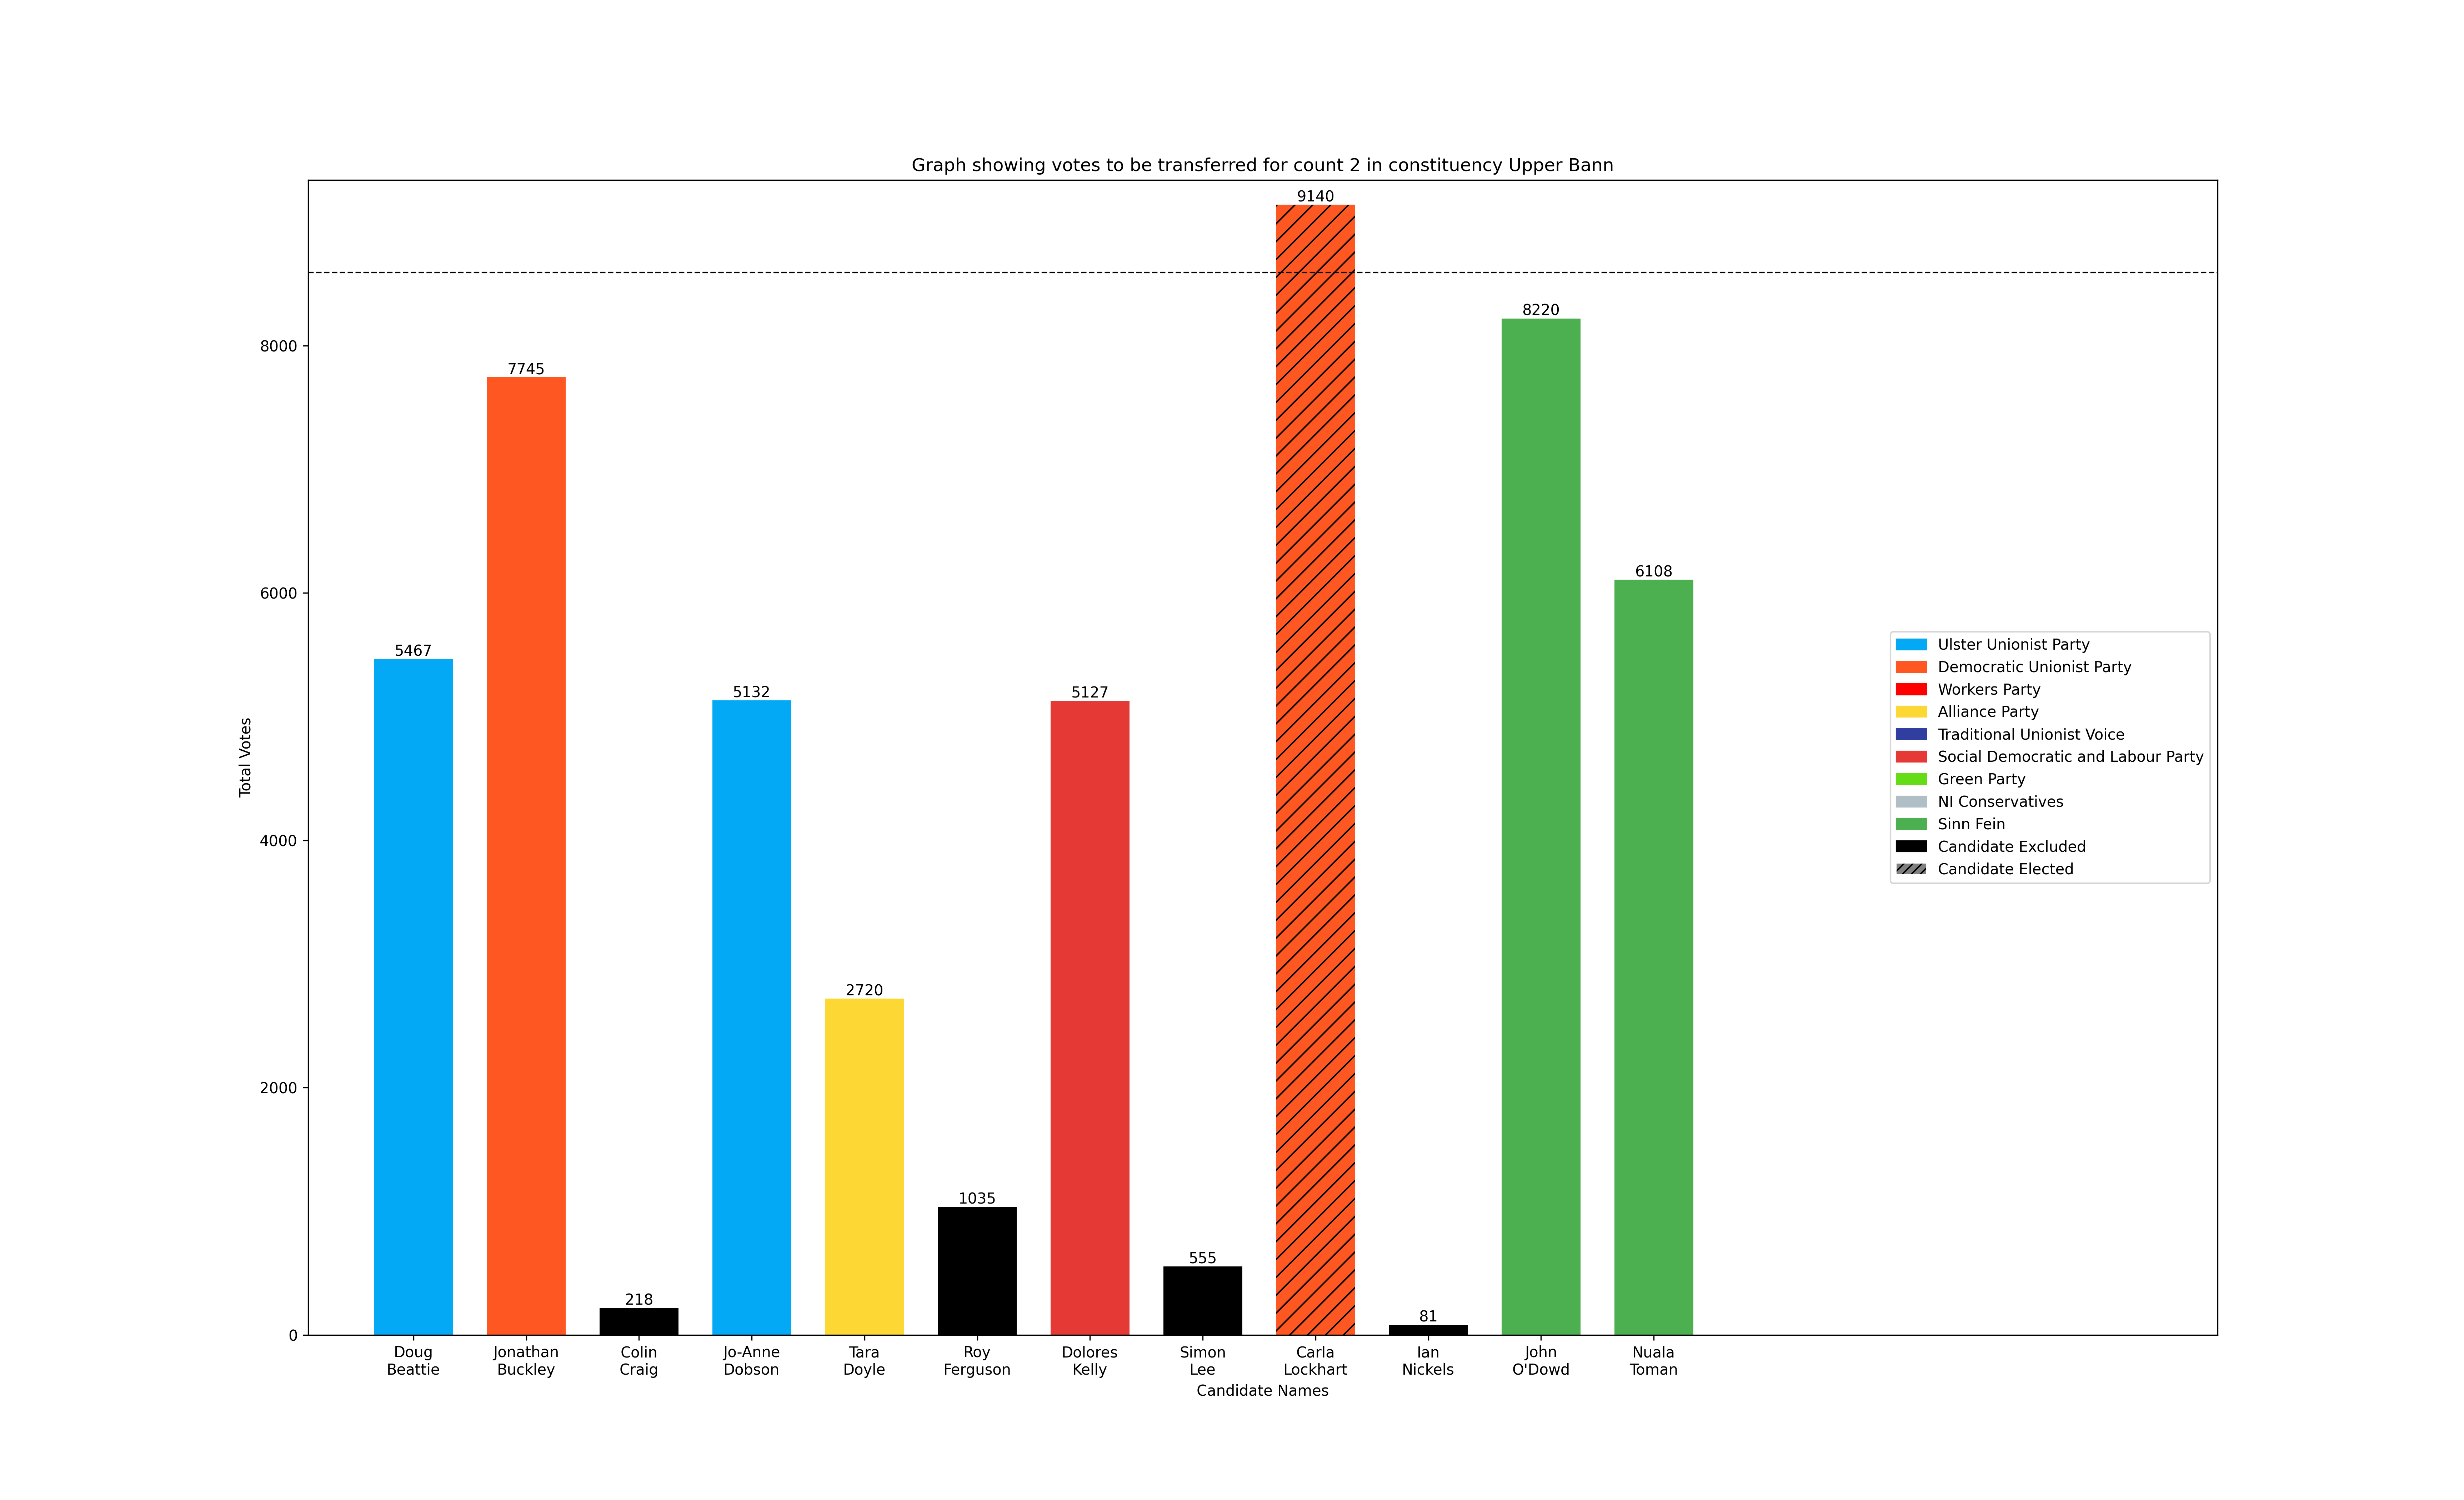 Graph showing votes to be transferred for count 2 in constituency Upper Bann
9140
8220
8000
7745
6108
6000
5467
5132
5127
4000
2720
2000
1035
555
218
81
0
Total Votes
Ulster Unionist Party
Democratic Unionist Party
Workers Party
Alliance Party
Traditional Unionist Voice
Social Democratic and Labour Party
Green Party
NI Conservatives
Sinn Fein
Candidate Excluded
Candidate Elected
Doug
Beattie
Jonathan
Buckley
Colin
Craig
Jo-Anne
Dobson
Tara
Doyle
Roy
Ferguson
Dolores
Kelly
Simon
Lee
Carla
Lockhart
Ian
Nickels
John
O'Dowd
Nuala
Toman
Candidate Names